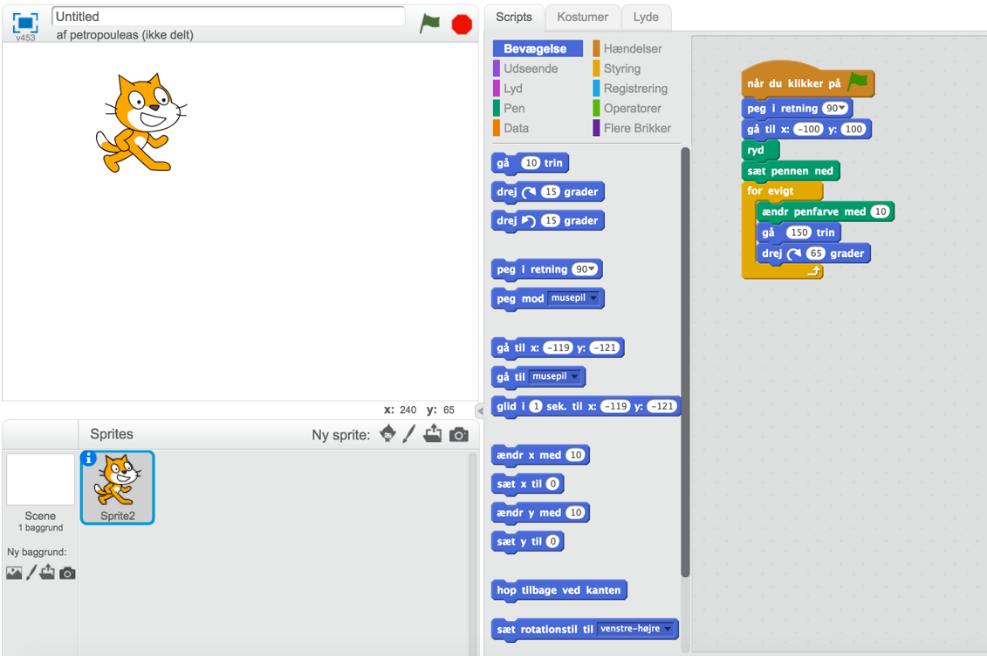 Untitled
af petropouleas (ikke delt)
v453
x: 240 y: 65
Sprites
Ny sprite:
Scene
1 baggrund
Sprite2
Ny baggrund:
Scripts Kostumer Lyde
Bevægelse Hændelser
Udseende Styring
Lyd Registrering
Pen Operatorer
Data Flere Brikker
gå 10 trin
drej 15 grader
drej 15 grader
peg i retning 90
peg mod musepil
gå til x: -119 y: -121
gå til musepil
glid i 1 sek. til x: -119 y: -121
ændr x med 10
sæt x til 0
ændr y med 10
sæt y til 0
hop tilbage ved kanten
sæt rotationstil til venstre-højre
når du klikker på
peg i retning 90
gå til x: -100 y: 100
ryd
sæt pennen ned
for evigt
ændr penfarve med 10
gå 150 trin
drej 65 grader